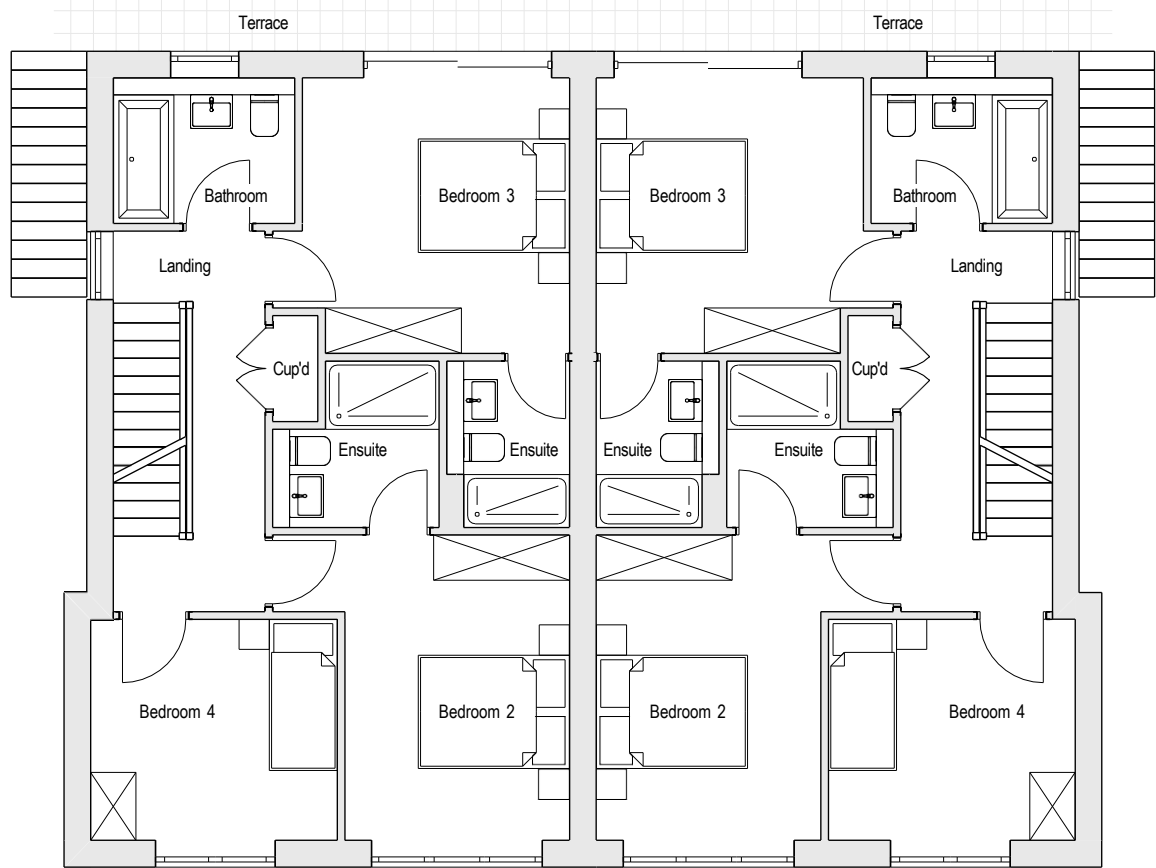 Terrace
Terrace
Bathroom
Bedroom 3
Bedroom 3
Bathroom
Landing
Landing
Cup'd
Cup'd
Ensuite
Ensuite
Ensuite
Ensuite
Bedroom 4
Bedroom 2
Bedroom 2
Bedroom 4